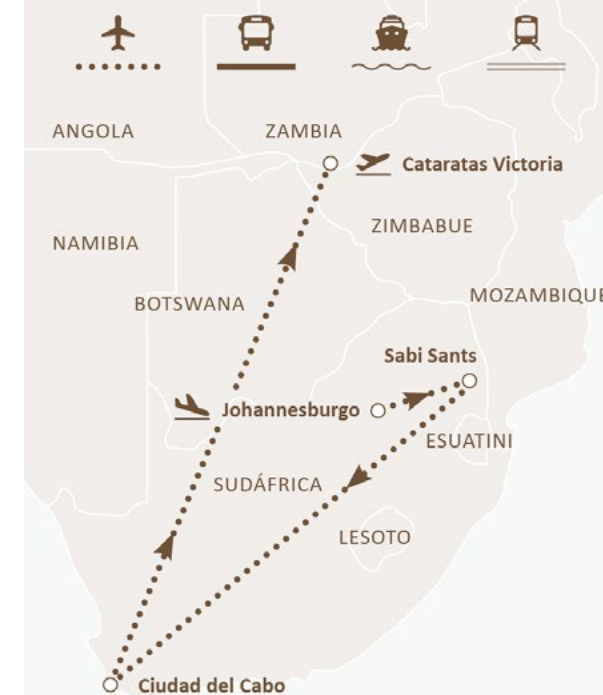 ANGOLA
ZAMBIA
Cataratas Victoria
ZIMBABUE
NAMIBIA
MOZAMBIQUE
BOTSWANA
Sabi Sants
Johannesburgo
ESUATINI
SUDÁFRICA
LESOTO
Ciudad del Cabo